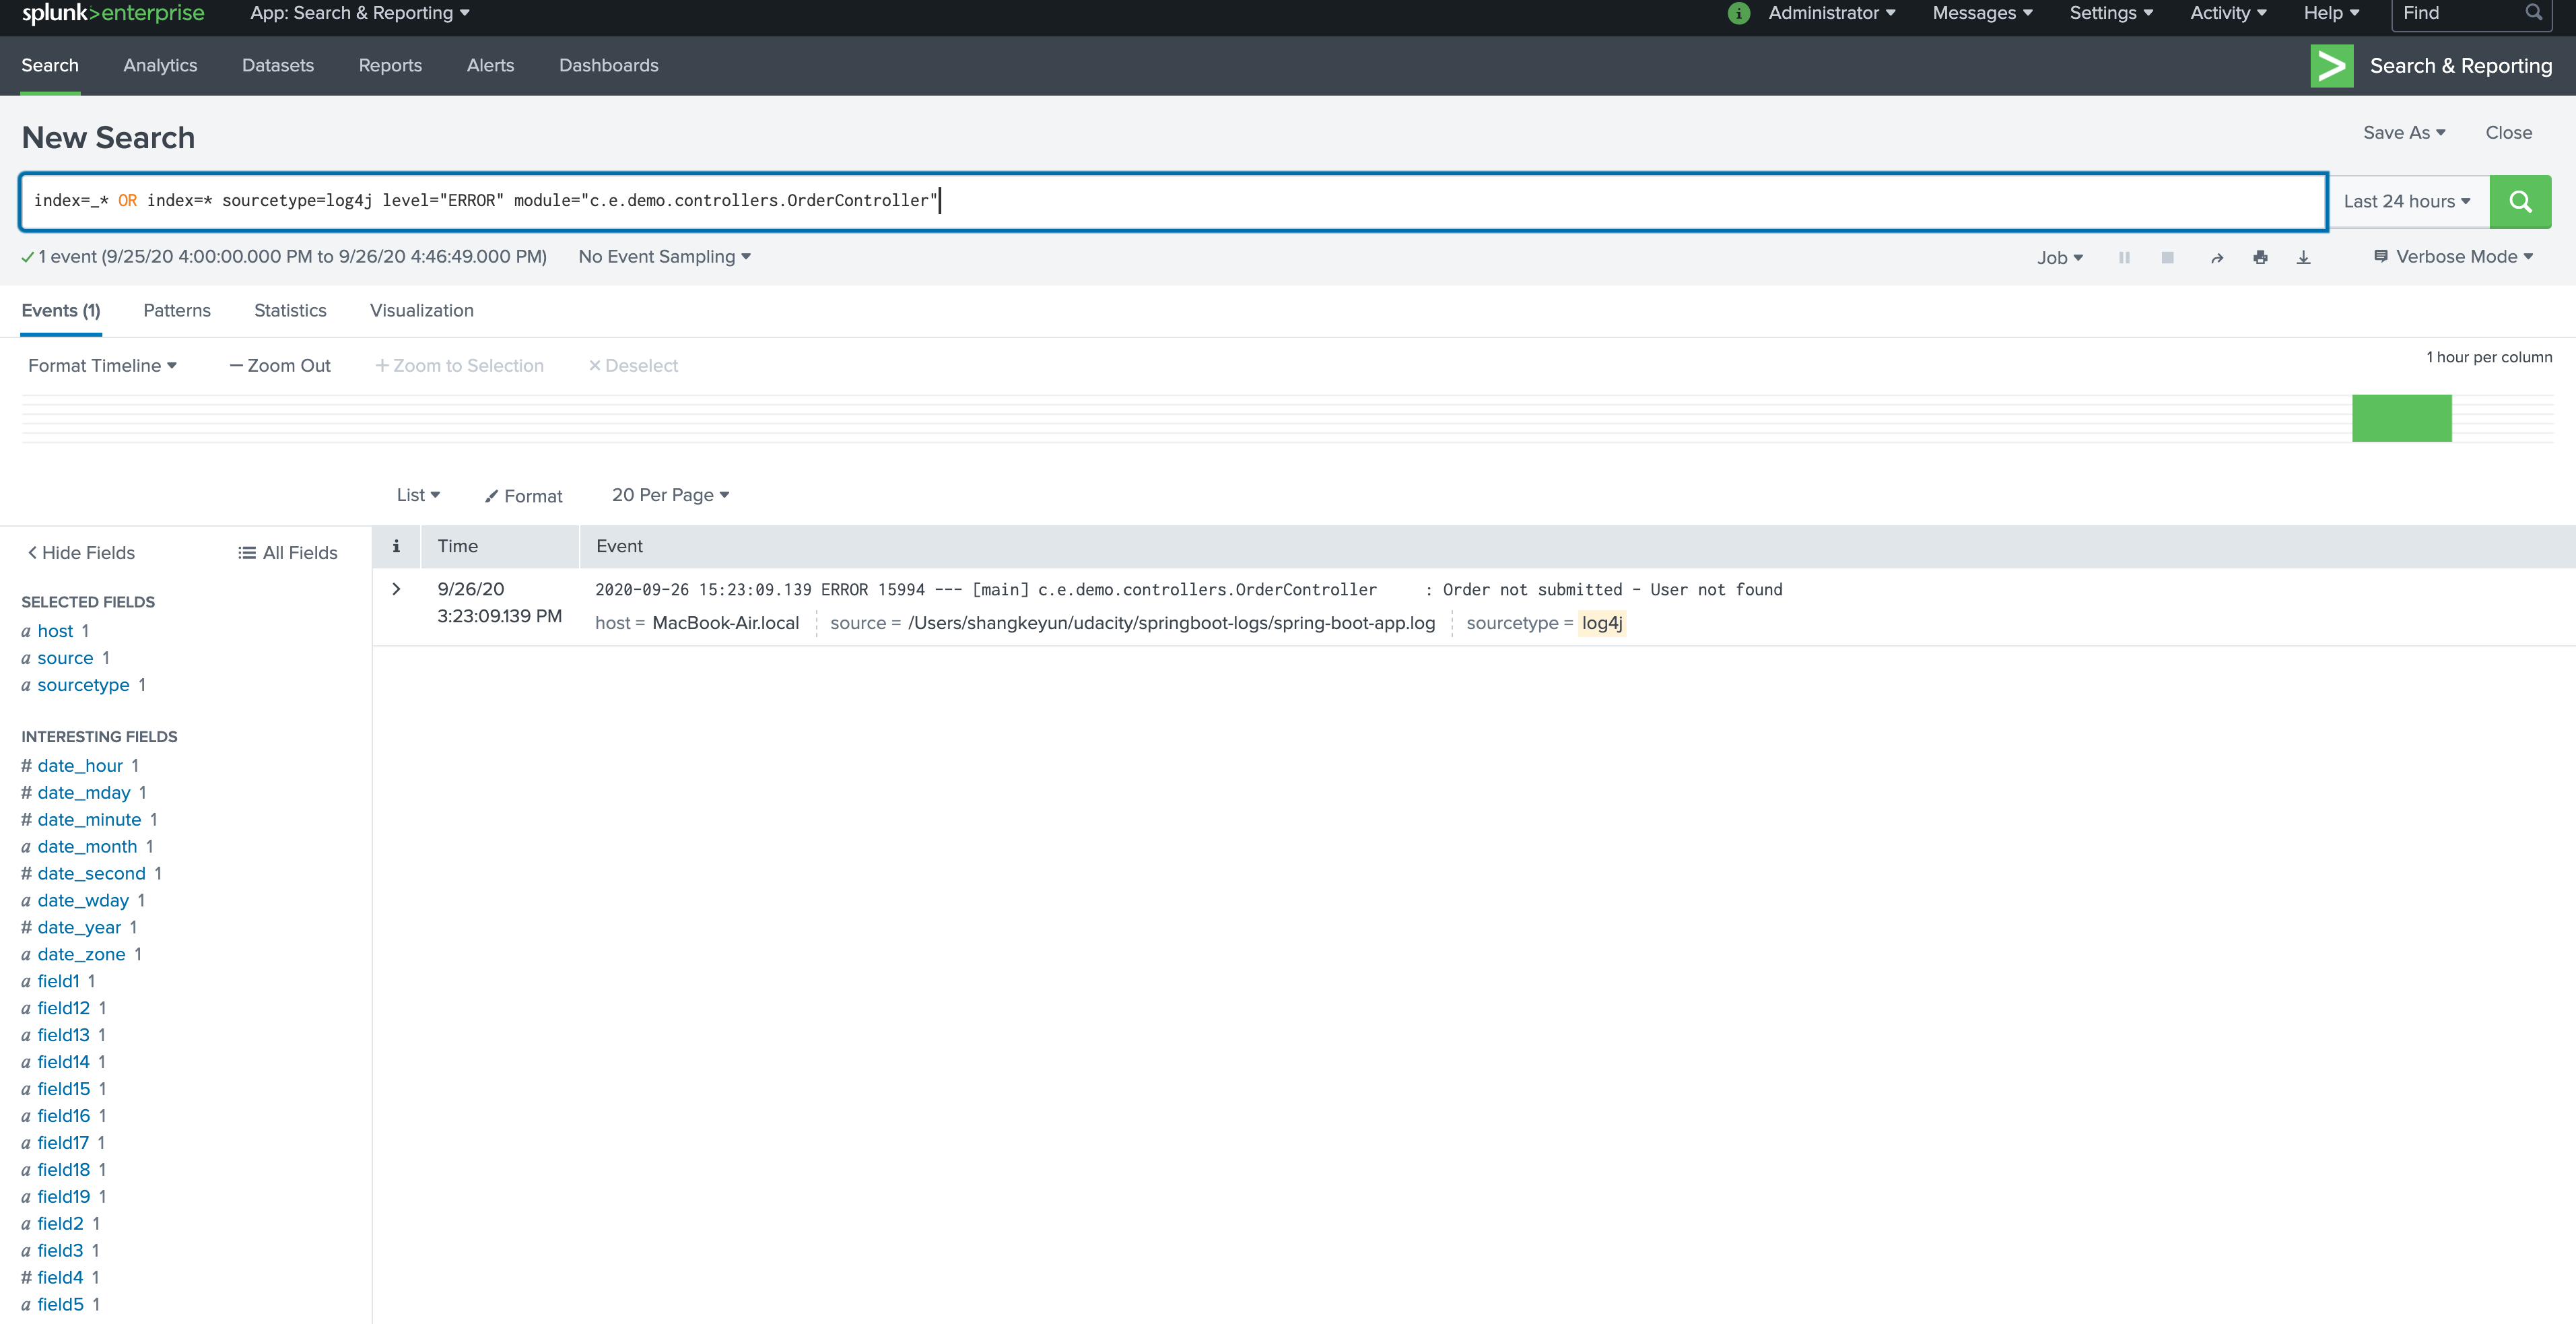 splunk>enterprise App: Search & Reporting i Administrator Messages Settings Activity Help Find
Search Analytics Datasets Reports Alerts Dashboards Search & Reporting
New Search Save As Close
index=_* OR index=* sourcetype=log4j level="ERROR" module="c.e.demo.controllers.OrderController" Last 24 hours
1 event (9/25/20 4:00:00.000 PM to 9/26/20 4:46:49.000 PM) No Event Sampling Job Verbose Mode
Events (1) Patterns Statistics Visualization
Format Timeline — Zoom Out + Zoom to Selection × Deselect 1 hour per column
List Format 20 Per Page
< Hide Fields All Fields
i Time Event
SELECTED FIELDS
a host 1
a source 1
a sourcetype 1
INTERESTING FIELDS
# date_hour 1
# date_mday 1
# date_minute 1
a date_month 1
# date_second 1
a date_wday 1
# date_year 1
a date_zone 1
a field1 1
a field12 1
a field13 1
a field14 1
a field15 1
a field16 1
a field17 1
a field18 1
a field19 1
a field2 1
a field3 1
# field4 1
a field5 1
> 9/26/20 2020-09-26 15:23:09.139 ERROR 15994 --- [main] c.e.demo.controllers.OrderController : Order not submitted - User not found
3:23:09.139 PM host = MacBook-Air.local source = /Users/shangkeyun/udacity/springboot-logs/spring-boot-app.log sourcetype = log4j